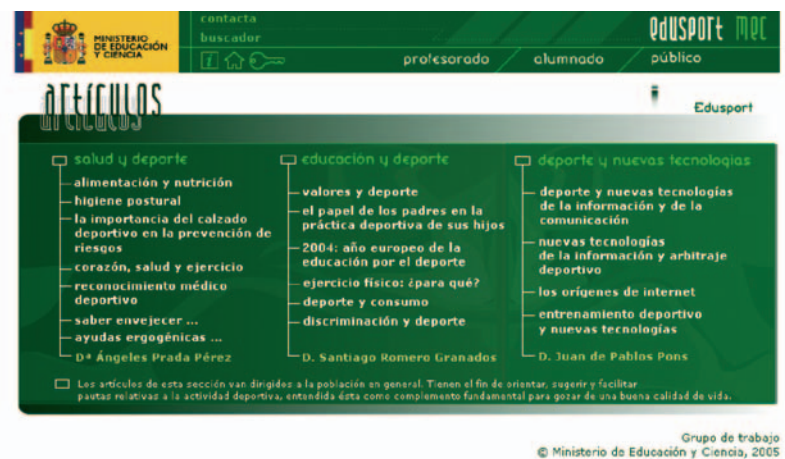 MINISTERIO
DE EDUCACIÓN
Y CIENCIA
contacta
buscador
edusport mec
profesorado
alumnado
público
artículos
Edusport
salud y deporte
alimentación y nutrición
higiene postural
la importancia del calzado
deportivo en la prevención de
riesgos
corazón, salud y ejercicio
reconocimiento médico
deportivo
saber envejecer ...
ayudas ergogénicas ...
Dª Ángeles Prada Pérez
educación y deporte
valores y deporte
el papel de los padres en la
práctica deportiva de sus hijos
2004: año europeo de la
educación por el deporte
ejercicio físico: ¿para qué?
deporte y consumo
discriminación y deporte
D. Santiago Romero Granados
deporte y nuevas tecnologias
deporte y nuevas tecnologías
de la información y de la
comunicación
nuevas tecnologías
de la información y arbitraje
deportivo
los orígenes de internet
entrenamiento deportivo
y nuevas tecnologías
D. Juan de Pablos Pons
Los artículos de esta sección van dirigidos a la población en general. Tienen el fin de orientar, sugerir y facilitar
pautas relativas a la actividad deportiva, entendida ésta como complemento fundamental para gozar de una buena calidad de vida.
Grupo de trabajo
© Ministerio de Educación y Ciencia, 2005